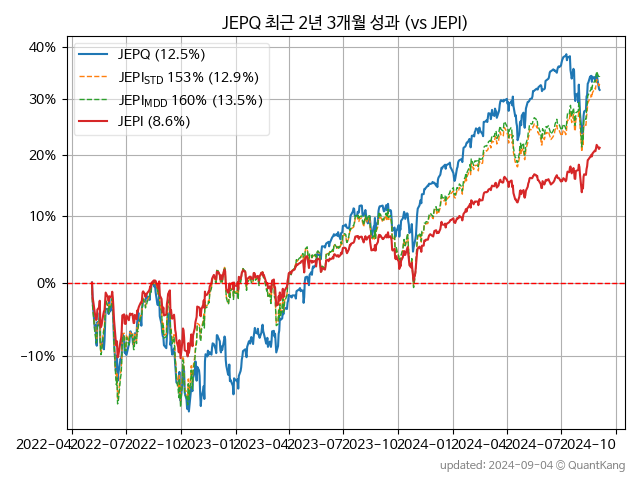 JEPQ 최근 2년 3개월 성과 (vs JEPI)
JEPQ (12.5%)
JEPISTD 153% (12.9%)
JEPIMDD 160% (13.5%)
JEPI (8.6%)
40%
30%
20%
10%
0%
−10%
2022-04 2022-07 2022-10 2023-01 2023-04 2023-07 2023-10 2024-01 2024-04 2024-07 2024-10
updated: 2024-09-04 © QuantKang